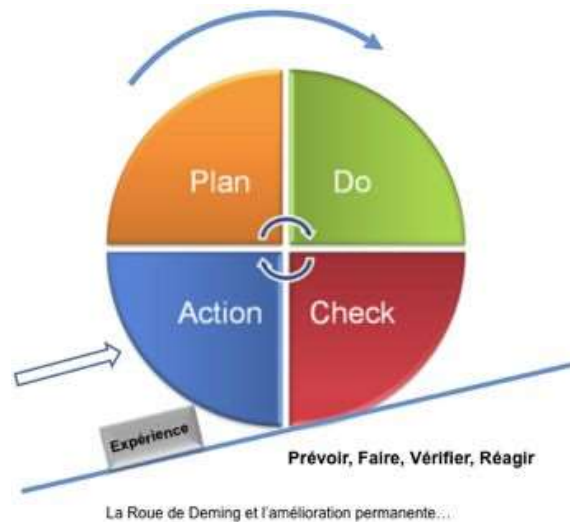 Plan
Do
Action
Check
Expérience
Prévoir, Faire, Vérifier, Réagir
La Roue de Deming et l'amélioration permanente…